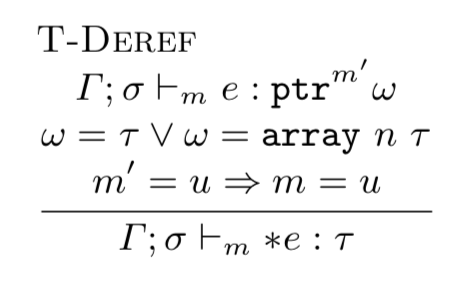 T-DEREF
Γ; σ ⊢ₘ e : ptr^m′ ω
ω = τ ∨ ω = array n τ
m′ = u ⇒ m = u
Γ; σ ⊢ₘ ∗e : τ